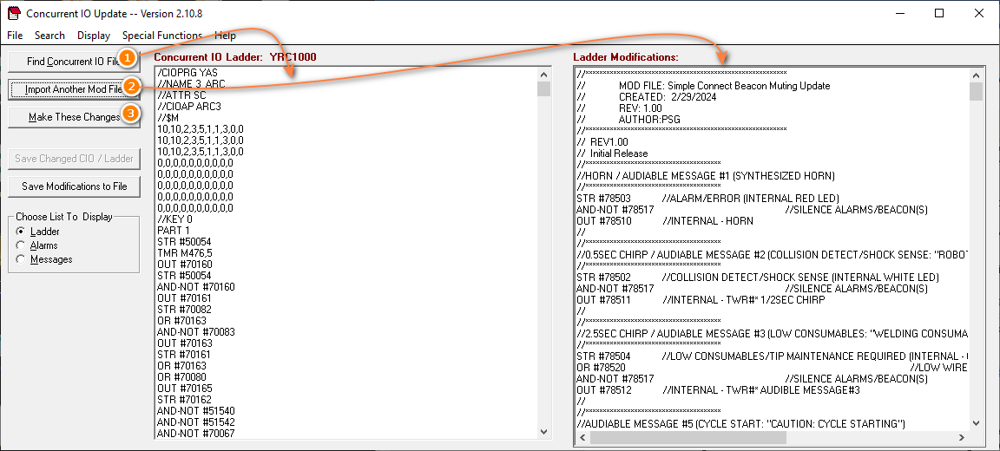 Concurrent IO Update -- Version 2.10.8
File Search Display Special Functions Help
Find Concurrent IO File
1
Import Another Mod File
2
Make These Changes
3
Save Changed CIO / Ladder
Save Modifications to File
Choose List To Display
Ladder
Alarms
Messages
Concurrent IO Ladder: YRC1000
/CIOPRG YAS
//NAME 3 ARC
//ATTR SC
//CIOAP ARC3
//$M
10,10,2,3,5,1,1,3,0,0
10,10,2,3,5,1,1,3,0,0
10,10,2,3,5,1,1,3,0,0
0,0,0,0,0,0,0,0,0,0
0,0,0,0,0,0,0,0,0,0
0,0,0,0,0,0,0,0,0,0
0,0,0,0,0,0,0,0,0,0
0,0,0,0,0,0,0,0,0,0
//KEY 0
PART 1
STR #50054
TMR M476,5
OUT #70160
STR #50054
AND-NOT #70160
OUT #70161
STR #70082
OR #70163
AND-NOT #70083
OUT #70163
STR #70161
OR #70163
OR #70080
OUT #70165
STR #70162
AND-NOT #51540
AND-NOT #51542
AND-NOT #70067
Ladder Modifications:
//****************************************************
// MOD FILE: Simple Connect Beacon Muting Update
// CREATED: 2/29/2024
// REV: 1.00
// AUTHOR:PSG
//****************************************************
// REV1.00
// Initial Release
//***********************************
//HORN / AUDIABLE MESSAGE #1 (SYNTHESIZED HORN)
//***********************************
STR #78503 //ALARM/ERROR (INTERNAL RED LED)
AND-NOT #78517 //SILENCE ALARMS/BEACON(S)
OUT #78510 //INTERNAL - HORN
//
//***********************************
//0.5SEC CHIRP / AUDIABLE MESSAGE #2 (COLLISION DETECT/SHOCK SENSE: "ROBOT
//***********************************
STR #78502 //COLLISION DETECT/SHOCK SENSE (INTERNAL WHITE LED)
AND-NOT #78517 //SILENCE ALARMS/BEACON(S)
OUT #78511 //INTERNAL - TWR#* 1/2SEC CHIRP
//
//***********************************
//2.5SEC CHIRP / AUDIABLE MESSAGE #3 (LOW CONSUMABLES: "WELDING CONSUMA
//***********************************
STR #78504 //LOW CONSUMABLES/TIP MAINTENANCE REQUIRED (INTERNAL -
OR #78520 //LOW WIRE
AND-NOT #78517 //SILENCE ALARMS/BEACON(S)
OUT #78512 //INTERNAL - TWR#* AUDIBLE MESSAGE#3
//
//***********************************
//AUDIABLE MESSAGE #5 (CYCLE START: "CAUTION: CYCLE STARTING")